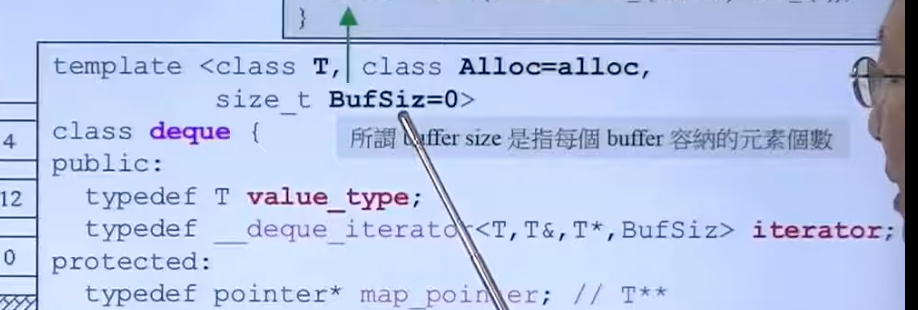 }
template <class T, class Alloc=alloc,
size_t BufSiz=0>
class deque {
所謂 buffer size 是指每個 buffer 容納的元素個數
public:
typedef T value_type;
typedef __deque_iterator<T,T&,T*,BufSiz> iterator;
protected:
typedef pointer* map_pointer; // T**
4
12
0